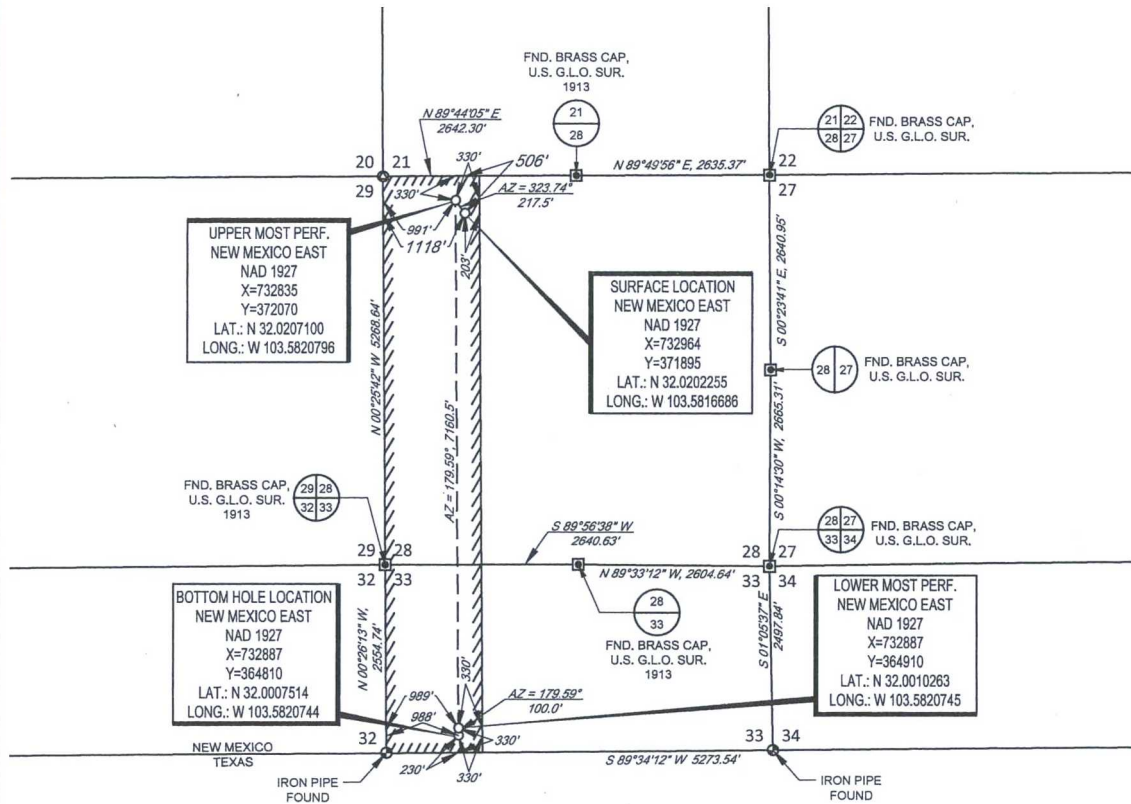 FND. BRASS CAP,
U.S. G.L.O. SUR.
1913
21
28
N 89°44'05" E
2642.30'
330'
506'
N 89°49'56" E, 2635.37'
21 22
28 27
FND. BRASS CAP,
U.S. G.L.O. SUR.
20 21
29
22
27
330'
AZ = 323.74°
217.5'
991'
1118'
203'
UPPER MOST PERF.
NEW MEXICO EAST
NAD 1927
X=732835
Y=372070
LAT.: N 32.0207100
LONG.: W 103.5820796
SURFACE LOCATION
NEW MEXICO EAST
NAD 1927
X=732964
Y=371895
LAT.: N 32.0202255
LONG.: W 103.5816686
S 00°23'41" E, 2640.95'
N 00°25'42" W 5268.64'
28 27
FND. BRASS CAP,
U.S. G.L.O. SUR.
AZ = 179.59°, 7160.5'
S 00°14'30" W, 2665.31'
FND. BRASS CAP,
U.S. G.L.O. SUR.
1913
29 28
32 33
S 89°56'38" W
2640.63'
28 27
33 34
FND. BRASS CAP,
U.S. G.L.O. SUR.
29 28
32 33
28 27
33 34
N 89°33'12" W, 2604.64'
28
33
FND. BRASS CAP,
U.S. G.L.O. SUR.
1913
BOTTOM HOLE LOCATION
NEW MEXICO EAST
NAD 1927
X=732887
Y=364810
LAT.: N 32.0007514
LONG.: W 103.5820744
N 00°26'13" W,
2554.74'
S 01°05'37" E
2497.84'
LOWER MOST PERF.
NEW MEXICO EAST
NAD 1927
X=732887
Y=364910
LAT.: N 32.0010263
LONG.: W 103.5820745
330'
989'
988'
AZ = 179.59°
100.0'
330'
230'
330'
NEW MEXICO
TEXAS
32
33 34
S 89°34'12" W 5273.54'
IRON PIPE
FOUND
IRON PIPE
FOUND